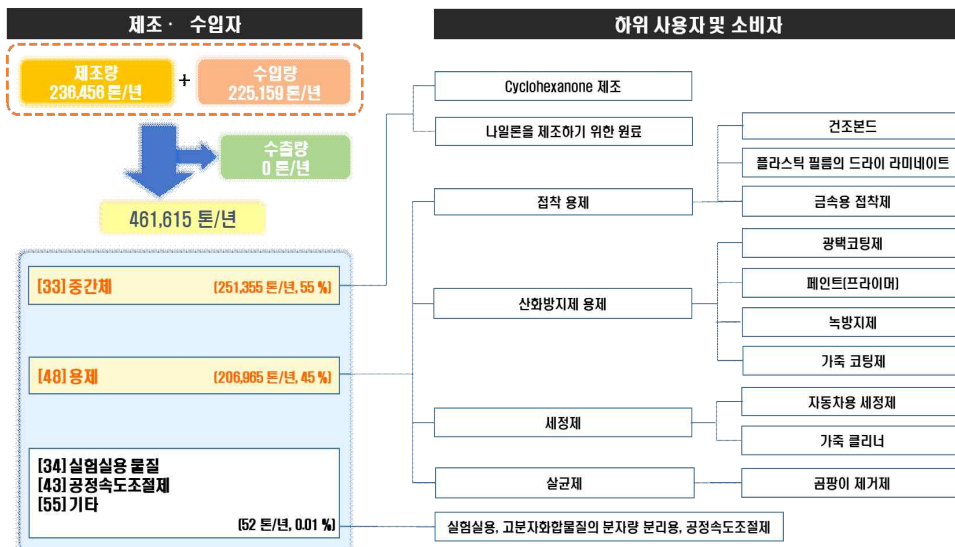 제조· 수입자
제조량
236,456 톤/년
+
수입량
225,159 톤/년
수출량
0 톤/년
461,615 톤/년
[33] 중간체 (251,355 톤/년, 55 %)
[48] 용제 (206,965 톤/년, 45 %)
[34] 실험실용 물질
[43] 공정속도조절제
[55] 기타
(52 톤/년, 0.01 %)
하위 사용자 및 소비자
Cyclohexanone 제조
나일론을 제조하기 위한 원료
접착 용제
건조본드
플라스틱 필름의 드라이 라미네이트
금속용 접착제
산화방지제 용제
광택코팅제
페인트(프라이머)
녹방지제
가죽 코팅제
세정제
자동차용 세정제
가죽 클리너
살균제
곰팡이 제거제
실험실용, 고분자화합물질의 분자량 분리용, 공정속도조절제